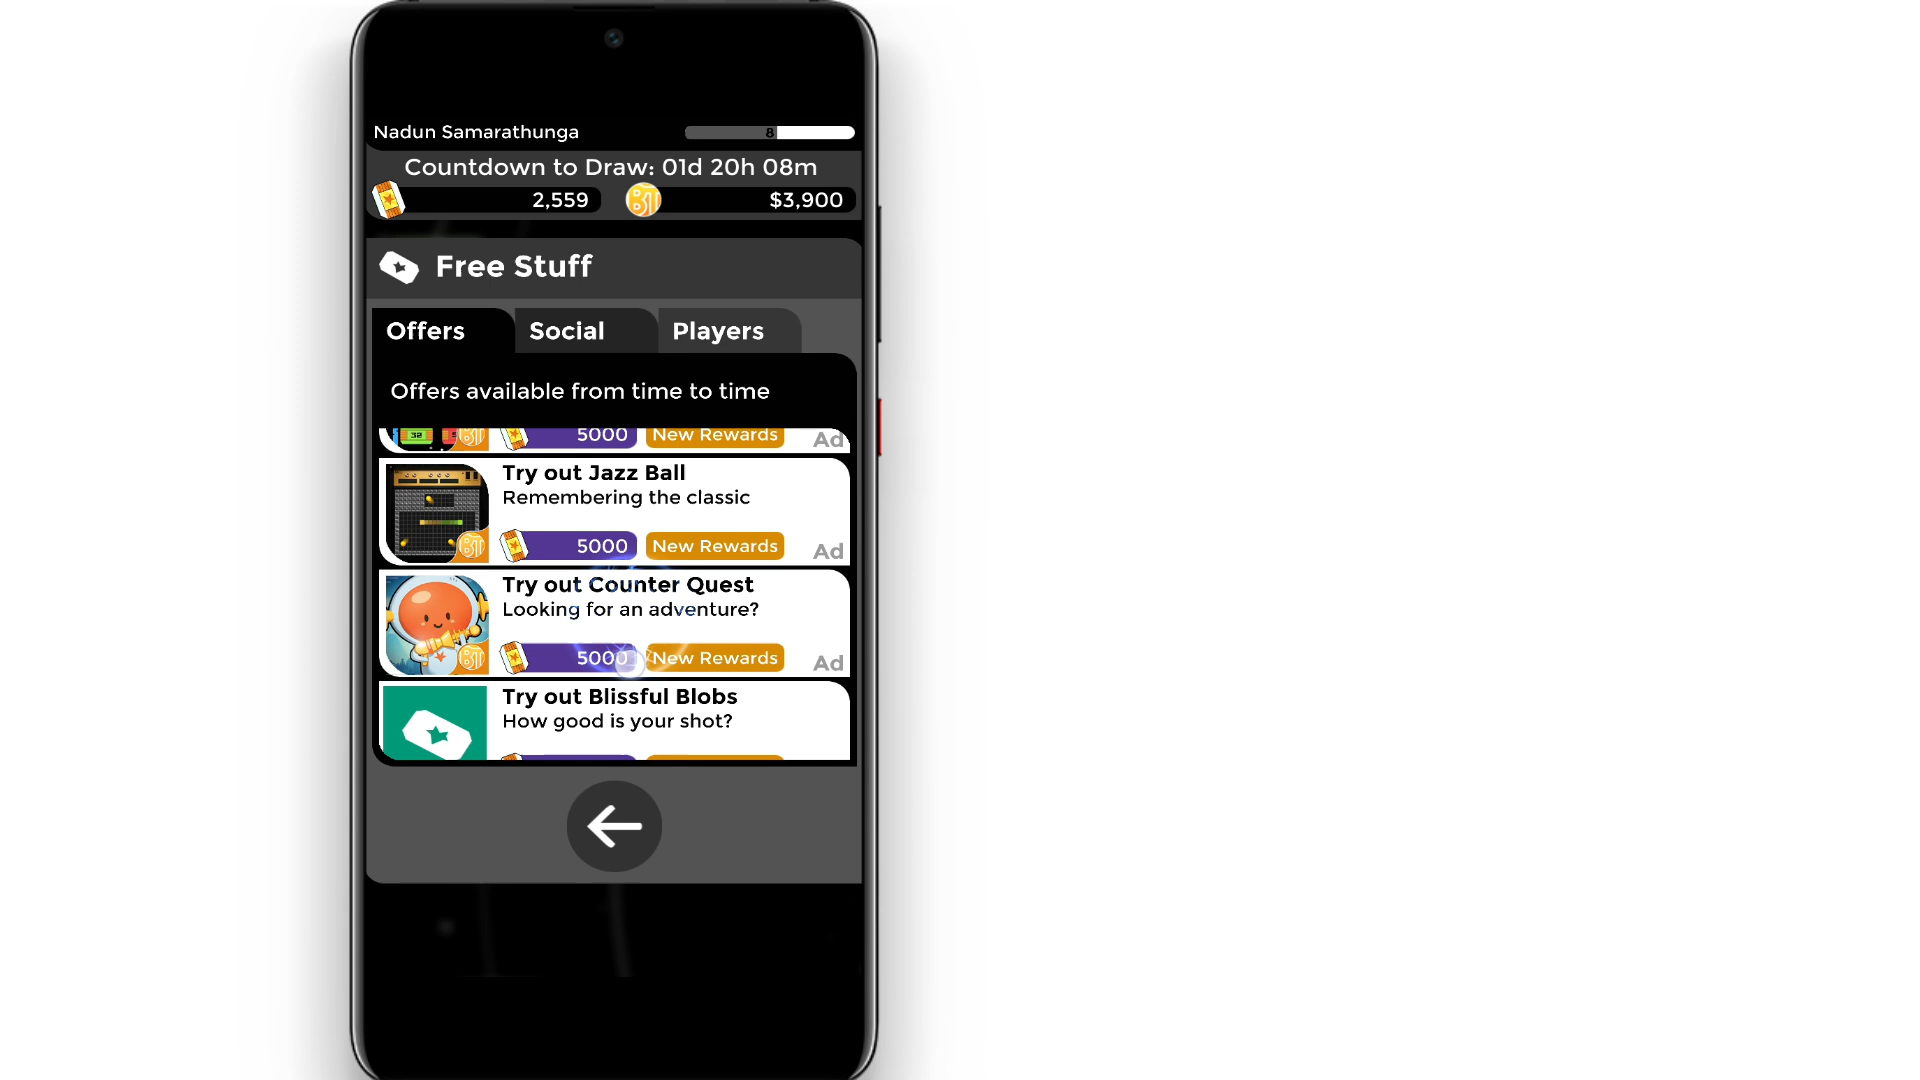 Nadun Samarathunga
8
Countdown to Draw: 01d 20h 08m
2,559
$3,900
Free Stuff
Offers
Social
Players
Offers available from time to time
32
5000
New Rewards
Ad
Try out Jazz Ball
Remembering the classic
5000
New Rewards
Ad
Try out Counter Quest
Looking for an adventure?
5000
New Rewards
Ad
Try out Blissful Blobs
How good is your shot?